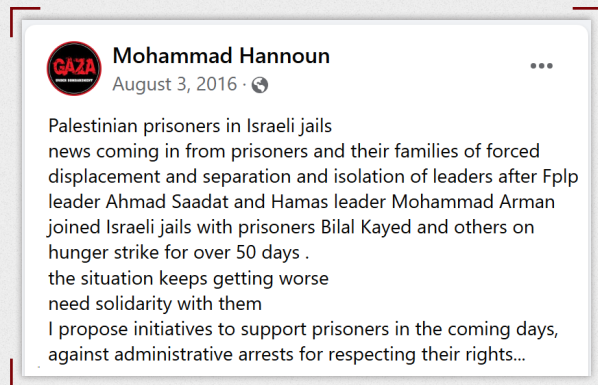 GAZA
UNDER BOMBARDMENT
Mohammad Hannoun
August 3, 2016 ·
Palestinian prisoners in Israeli jails
news coming in from prisoners and their families of forced
displacement and separation and isolation of leaders after Fplp
leader Ahmad Saadat and Hamas leader Mohammad Arman
joined Israeli jails with prisoners Bilal Kayed and others on
hunger strike for over 50 days .
the situation keeps getting worse
need solidarity with them
I propose initiatives to support prisoners in the coming days,
against administrative arrests for respecting their rights...